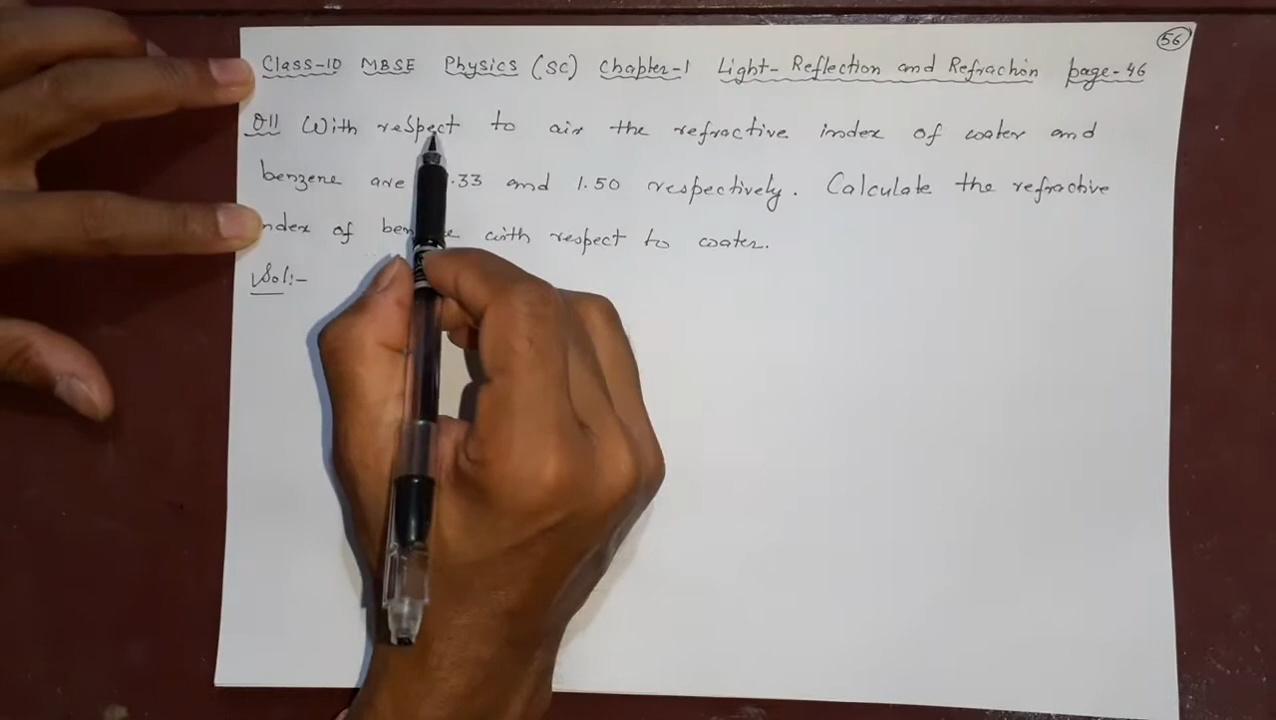 56
Class-10 MBSE Physics (SC) Chapter-1 Light-Reflection and Refraction page-46
Q11 With respect to air the refractive index of water and
benzene are .33 and 1.50 respectively. Calculate the refractive
ndex of ben e with respect to water.
Sol:-